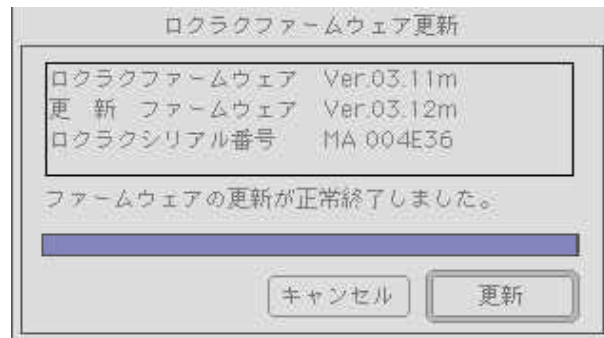 ロクラクファームウェア更新
ロクラクファームウェア Ver.03.11m
更 新 ファームウェア Ver.03.12m
ロクラクシリアル番号 MA 004E36
ファームウェアの更新が正常終了しました。
キャンセル 更新